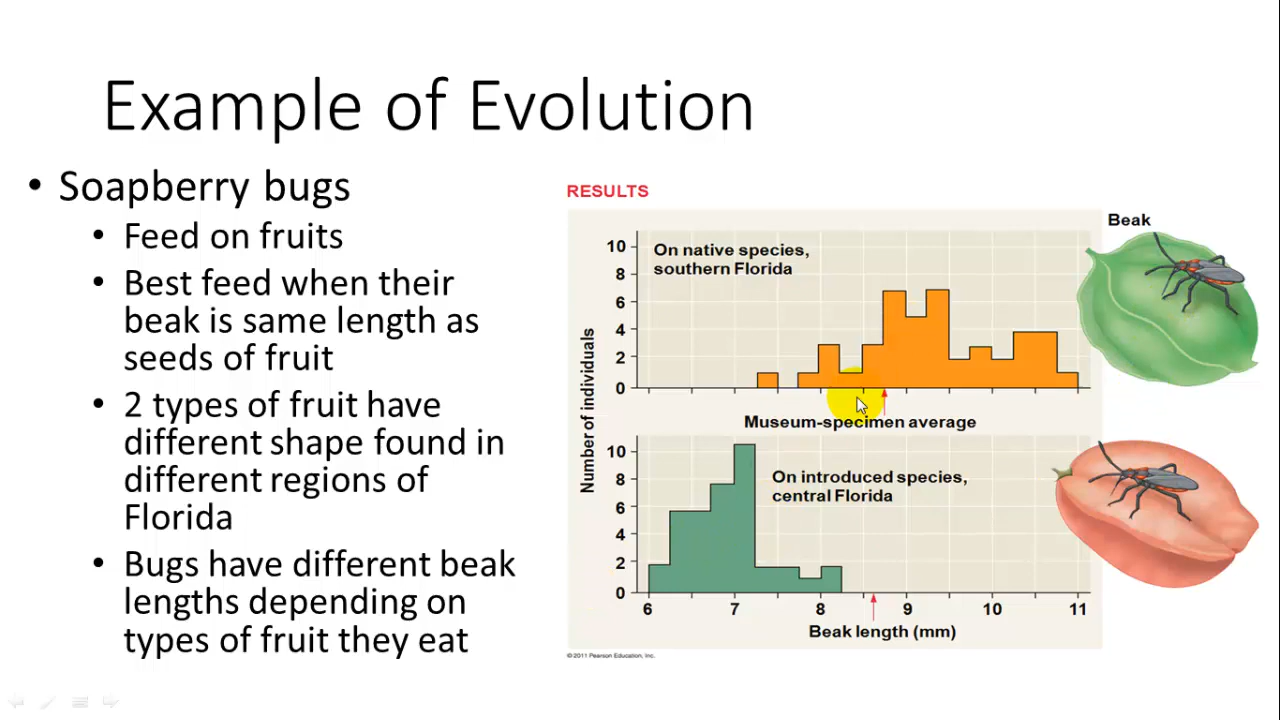 Example of Evolution
• Soapberry bugs
• Feed on fruits
• Best feed when their
beak is same length as
seeds of fruit
• 2 types of fruit have
different shape found in
different regions of
Florida
• Bugs have different beak
lengths depending on
types of fruit they eat
RESULTS
Beak
On native species,
southern Florida
10
8
6
4
2
0
Number of individuals
Museum-specimen average
On introduced species,
central Florida
10
8
6
4
2
0
6 7 8 9 10 11
Beak length (mm)
© 2011 Pearson Education, Inc.